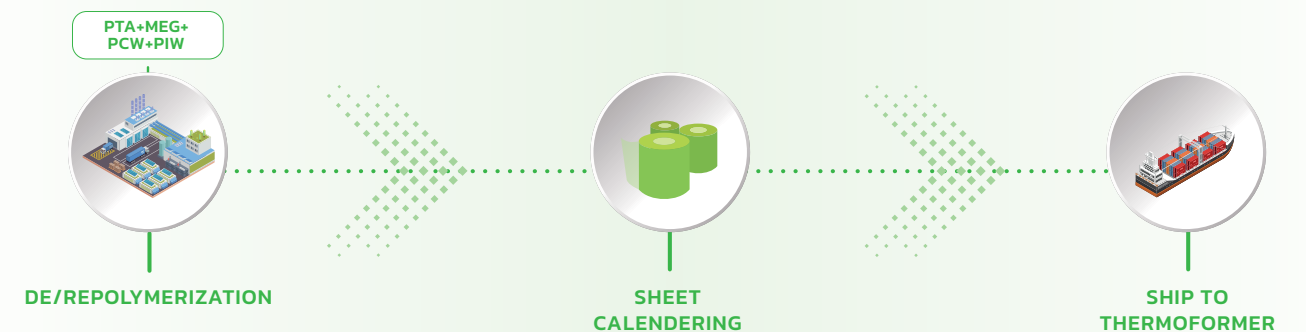 PTA+MEG+
PCW+PIW
DE/REPOLYMERIZATION
SHEET
CALENDERING
SHIP TO
THERMOFORMER